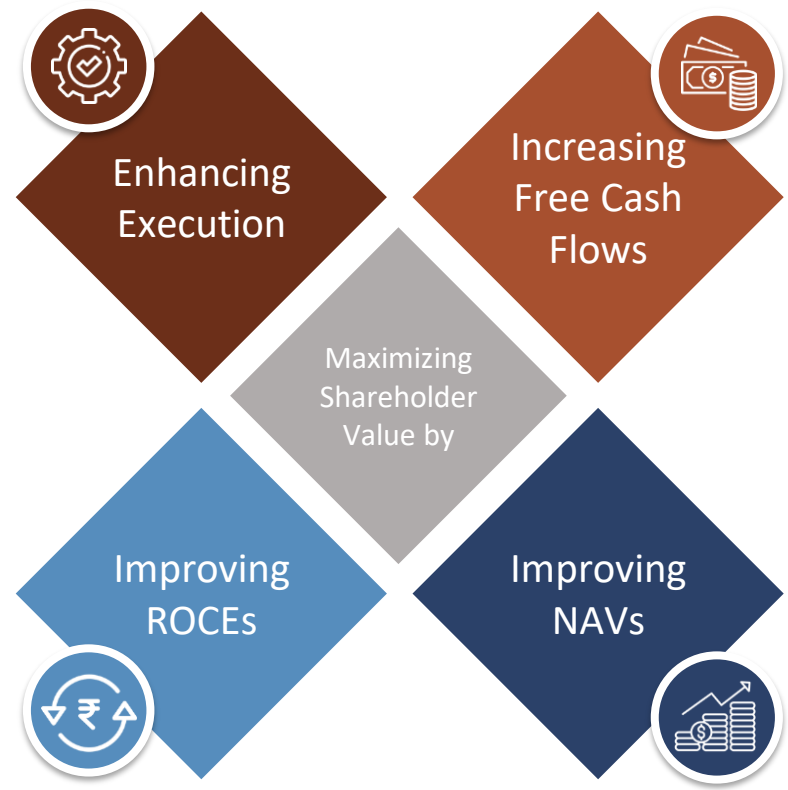 Enhancing
Execution
Increasing
Free Cash
Flows
Maximizing
Shareholder
Value by
Improving
ROCEs
₹
Improving
NAVs
$
$